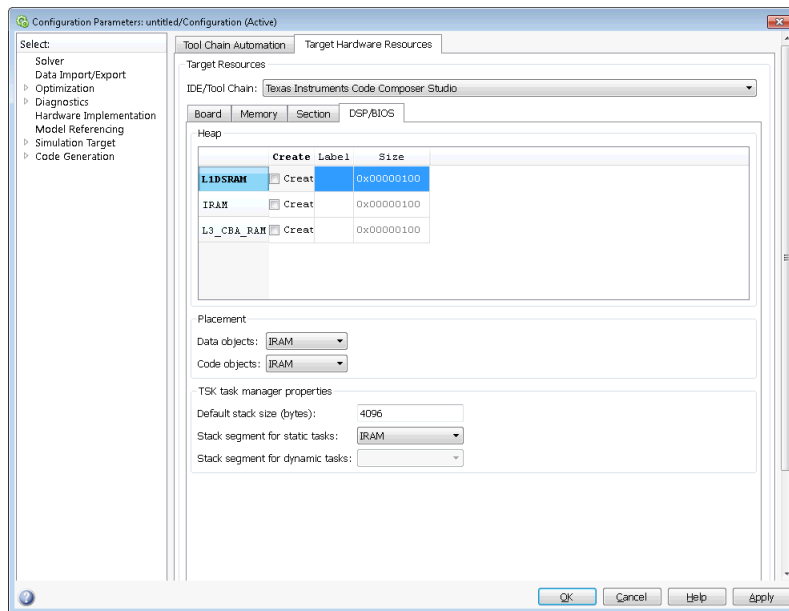 Configuration Parameters: untitled/Configuration (Active)
Select:
Solver
Data Import/Export
Optimization
Diagnostics
Hardware Implementation
Model Referencing
Simulation Target
Code Generation
Tool Chain Automation
Target Hardware Resources
Target Resources
IDE/Tool Chain: Texas Instruments Code Composer Studio
Board Memory Section DSP/BIOS
Heap
Create Label Size
L1DSRAM Creat 0x00000100
IRAM Creat 0x00000100
L3_CBA_RAM Creat 0x00000100
Placement
Data objects: IRAM
Code objects: IRAM
TSK task manager properties
Default stack size (bytes): 4096
Stack segment for static tasks: IRAM
Stack segment for dynamic tasks:
OK Cancel Help Apply